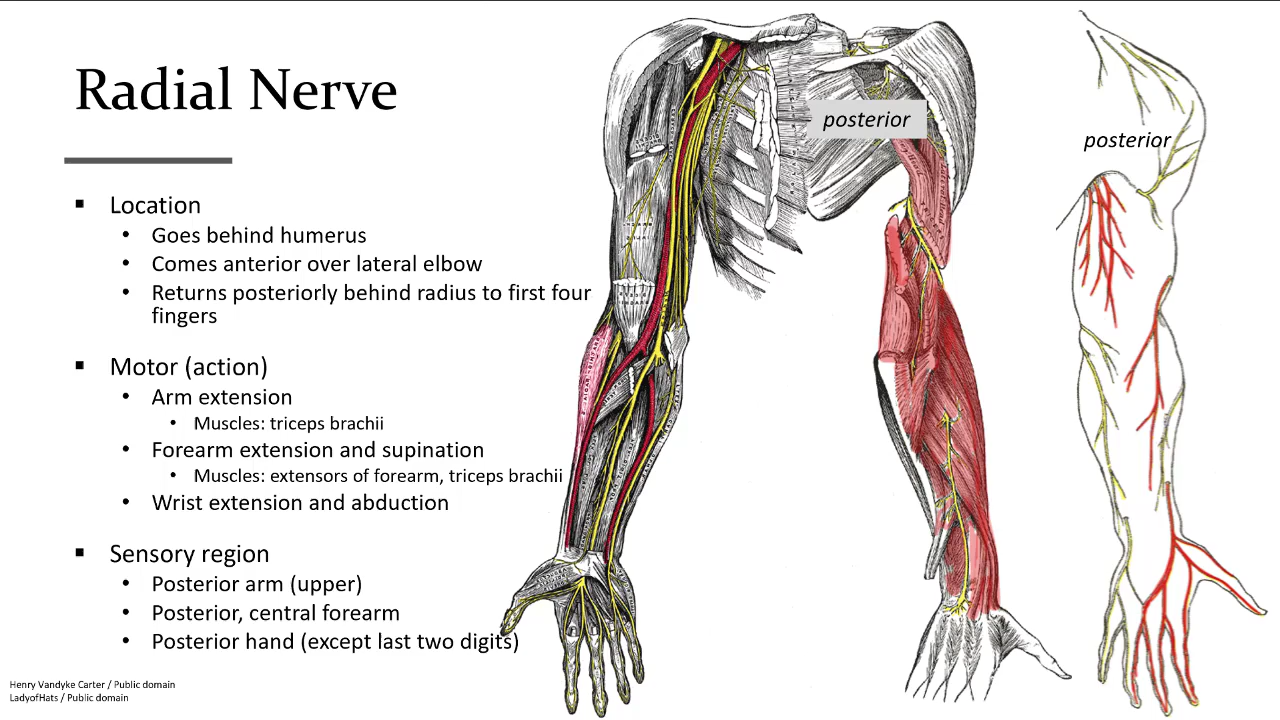 Radial Nerve
posterior
posterior
▪ Location
• Goes behind humerus
• Comes anterior over lateral elbow
• Returns posteriorly behind radius to first four
fingers
▪ Motor (action)
• Arm extension
• Muscles: triceps brachii
• Forearm extension and supination
• Muscles: extensors of forearm, triceps brachii
• Wrist extension and abduction
▪ Sensory region
• Posterior arm (upper)
• Posterior, central forearm
• Posterior hand (except last two digits)
Henry Vandyke Carter / Public domain
LadyofHats / Public domain